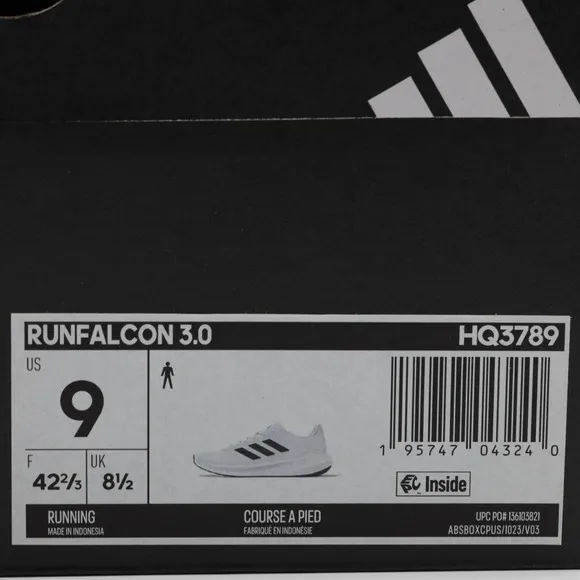 RUNFALCON 3.0 HQ3789
US
9
F
42⅔
UK
8½
1 95747 04324 0
Inside
RUNNING COURSE A PIED UPC PO# 136103821
MADE IN INDONESIA FABRIQUÉ EN INDONÉSIE ABSBOXCPUS/1023/V03